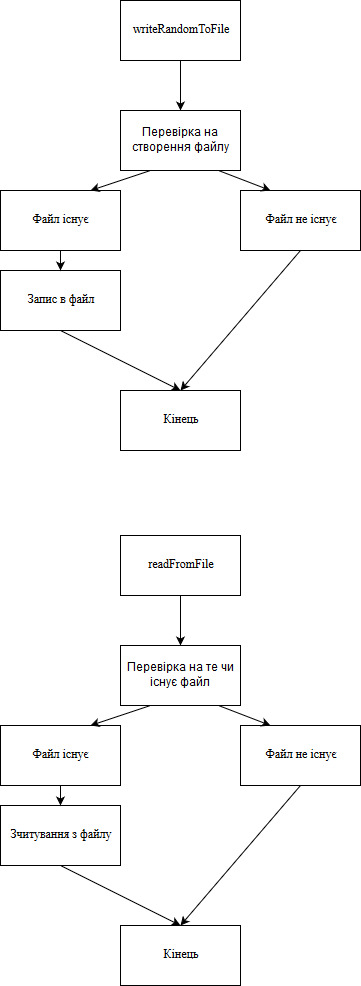 writeRandomToFile
Перевірка на
створення файлу
Файл існує
Файл не існує
Запис в файл
Кінець
readFromFile
Перевірка на те чи
існує файл
Файл існує
Файл не існує
Зчитування з файлу
Кінець